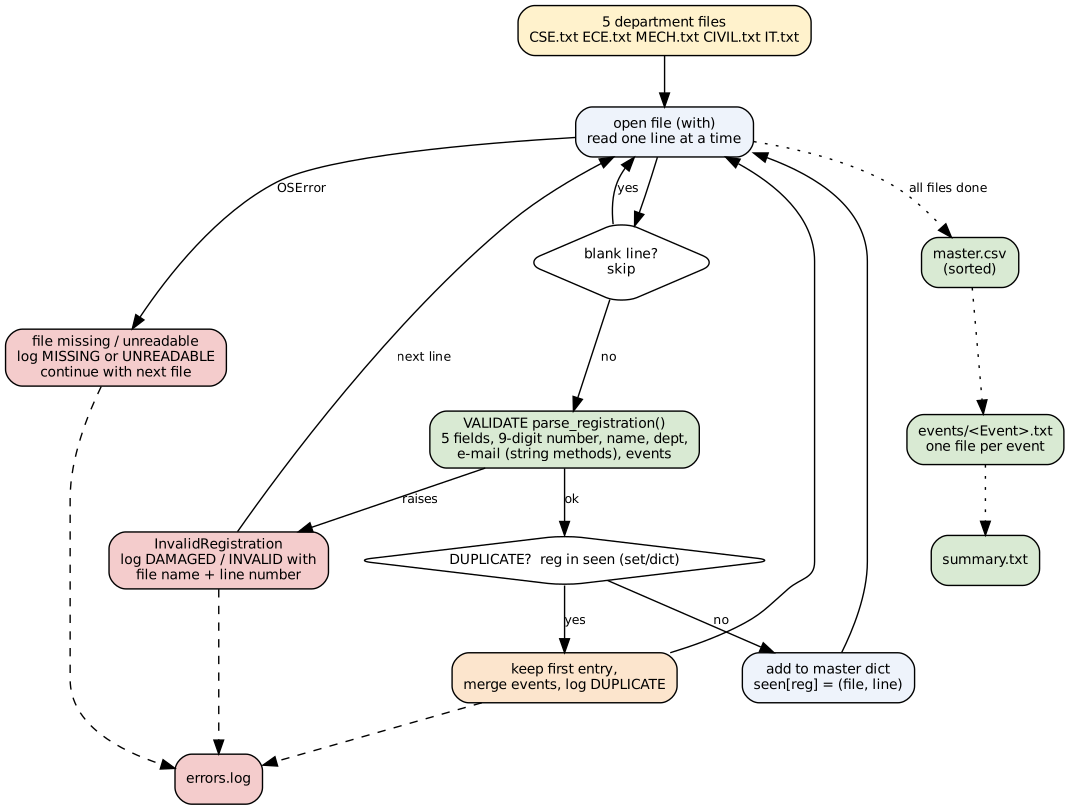 5 department files
CSE.txt ECE.txt MECH.txt CIVIL.txt IT.txt
open file (with)
read one line at a time
OSError
yes
all files done
blank line?
skip
master.csv
(sorted)
file missing / unreadable
log MISSING or UNREADABLE
continue with next file
next line
no
VALIDATE parse_registration()
5 fields, 9-digit number, name, dept,
e-mail (string methods), events
events/<Event>.txt
one file per event
raises
ok
InvalidRegistration
log DAMAGED / INVALID with
file name + line number
DUPLICATE?  reg in seen (set/dict)
summary.txt
yes
no
keep first entry,
merge events, log DUPLICATE
add to master dict
seen[reg] = (file, line)
errors.log